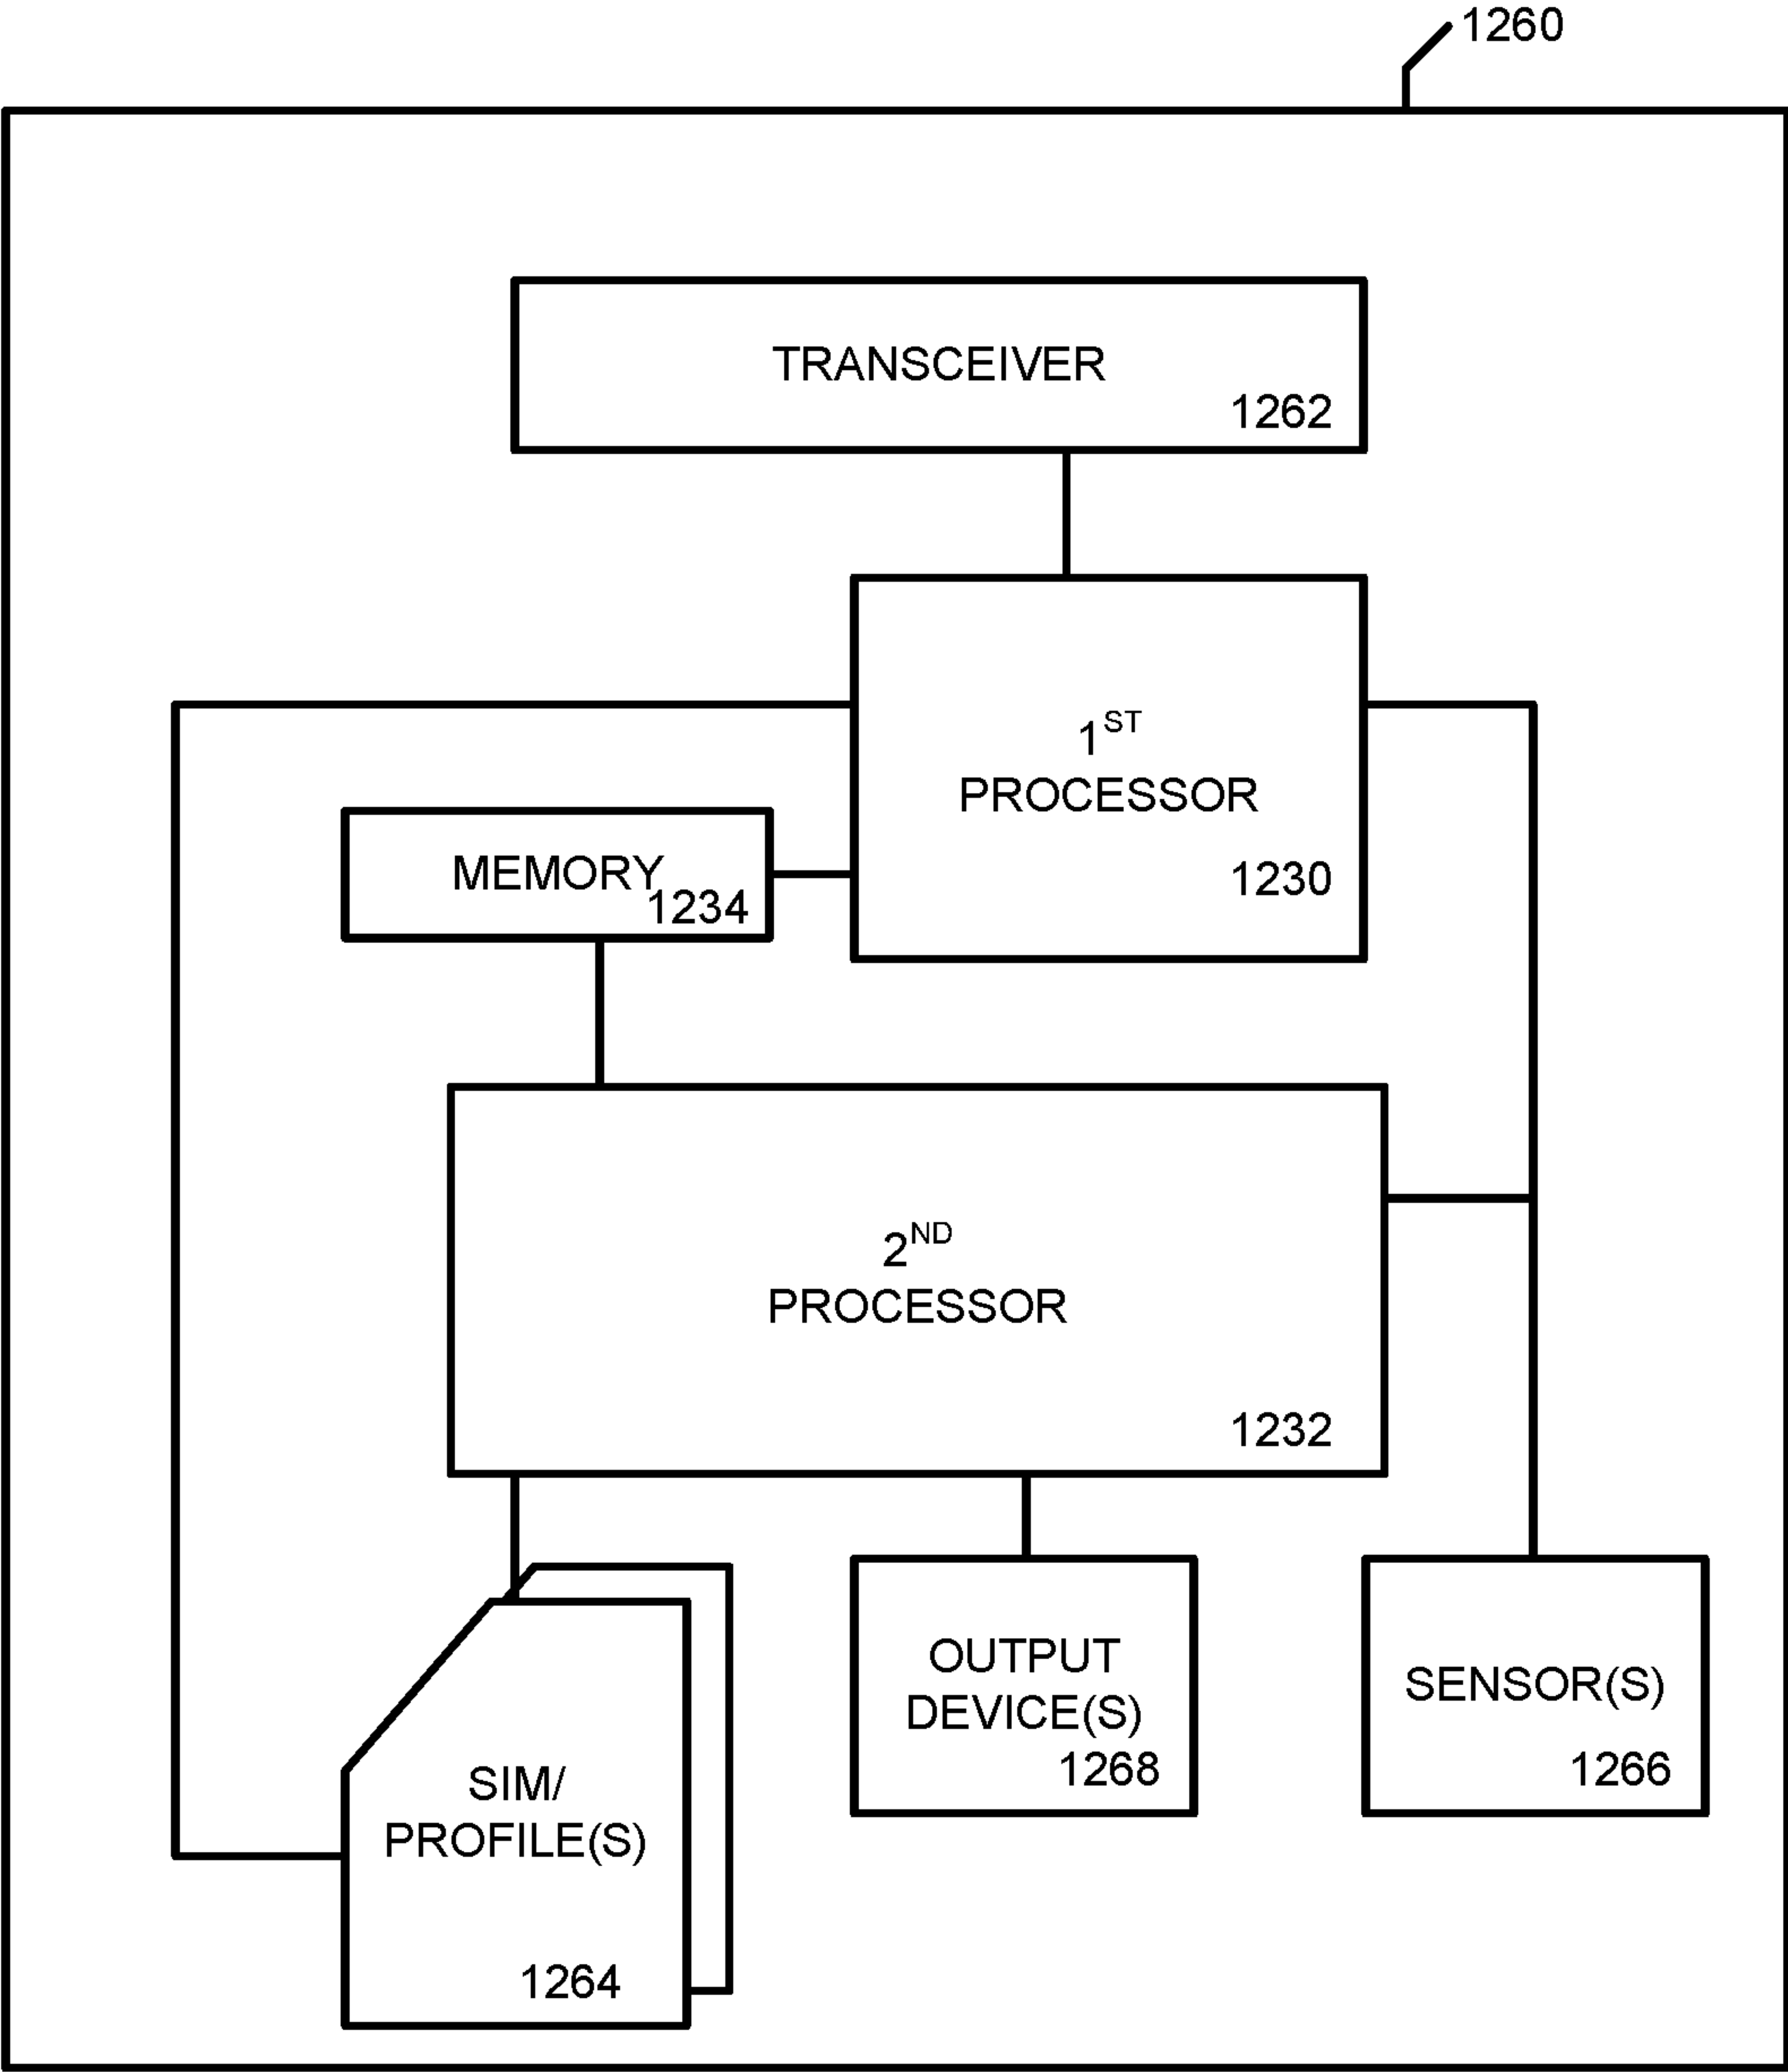 1260
TRANSCEIVER
1262
1ST
PROCESSOR
1230
MEMORY
1234
2ND
PROCESSOR
1232
SIM/
PROFILE(S)
1264
OUTPUT
DEVICE(S)
1268
SENSOR(S)
1266